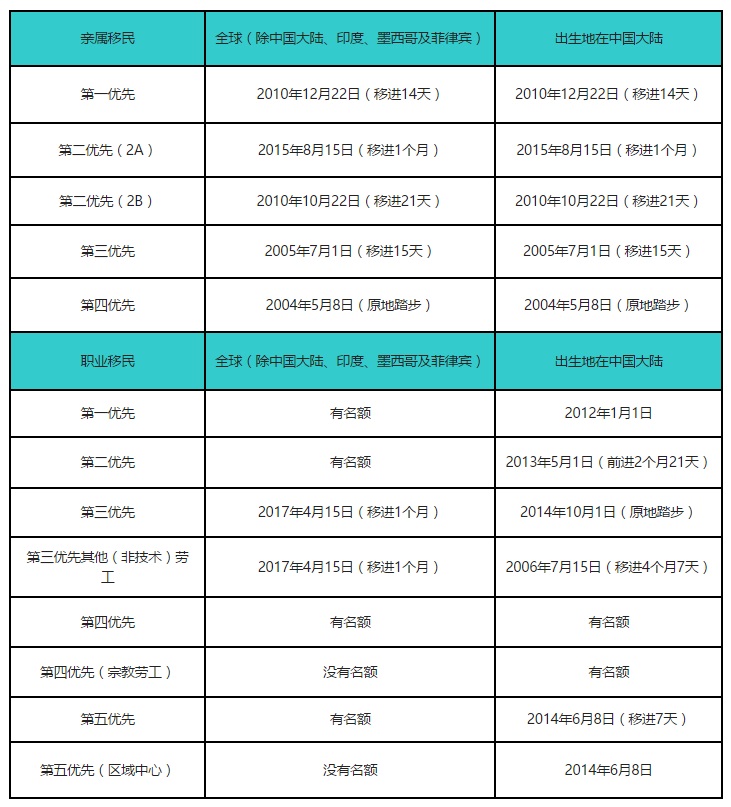 亲属移民 全球（除中国大陆、印度、墨西哥及菲律宾） 出生地在中国大陆
第一优先 2010年12月22日（移进14天） 2010年12月22日（移进14天）
第二优先（2A） 2015年8月15日（移进1个月） 2015年8月15日（移进1个月）
第二优先（2B） 2010年10月22日（移进21天） 2010年10月22日（移进21天）
第三优先 2005年7月1日（移进15天） 2005年7月1日（移进15天）
第四优先 2004年5月8日（原地踏步） 2004年5月8日（原地踏步）
职业移民 全球（除中国大陆、印度、墨西哥及菲律宾） 出生地在中国大陆
第一优先 有名额 2012年1月1日
第二优先 有名额 2013年5月1日（前进2个月21天）
第三优先 2017年4月15日（移进1个月） 2014年10月1日（原地踏步）
第三优先其他（非技术）劳
工 2017年4月15日（移进1个月） 2006年7月15日（移进4个月7天）
第四优先 有名额 有名额
第四优先（宗教劳工） 没有名额 有名额
第五优先 有名额 2014年6月8日（移进7天）
第五优先（区域中心） 没有名额 2014年6月8日